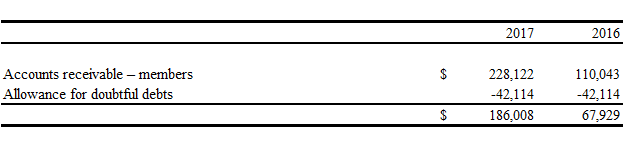 2017 2016
Accounts receivable – members $ 228,122 110,043
Allowance for doubtful debts -42,114 -42,114
$ 186,008 67,929